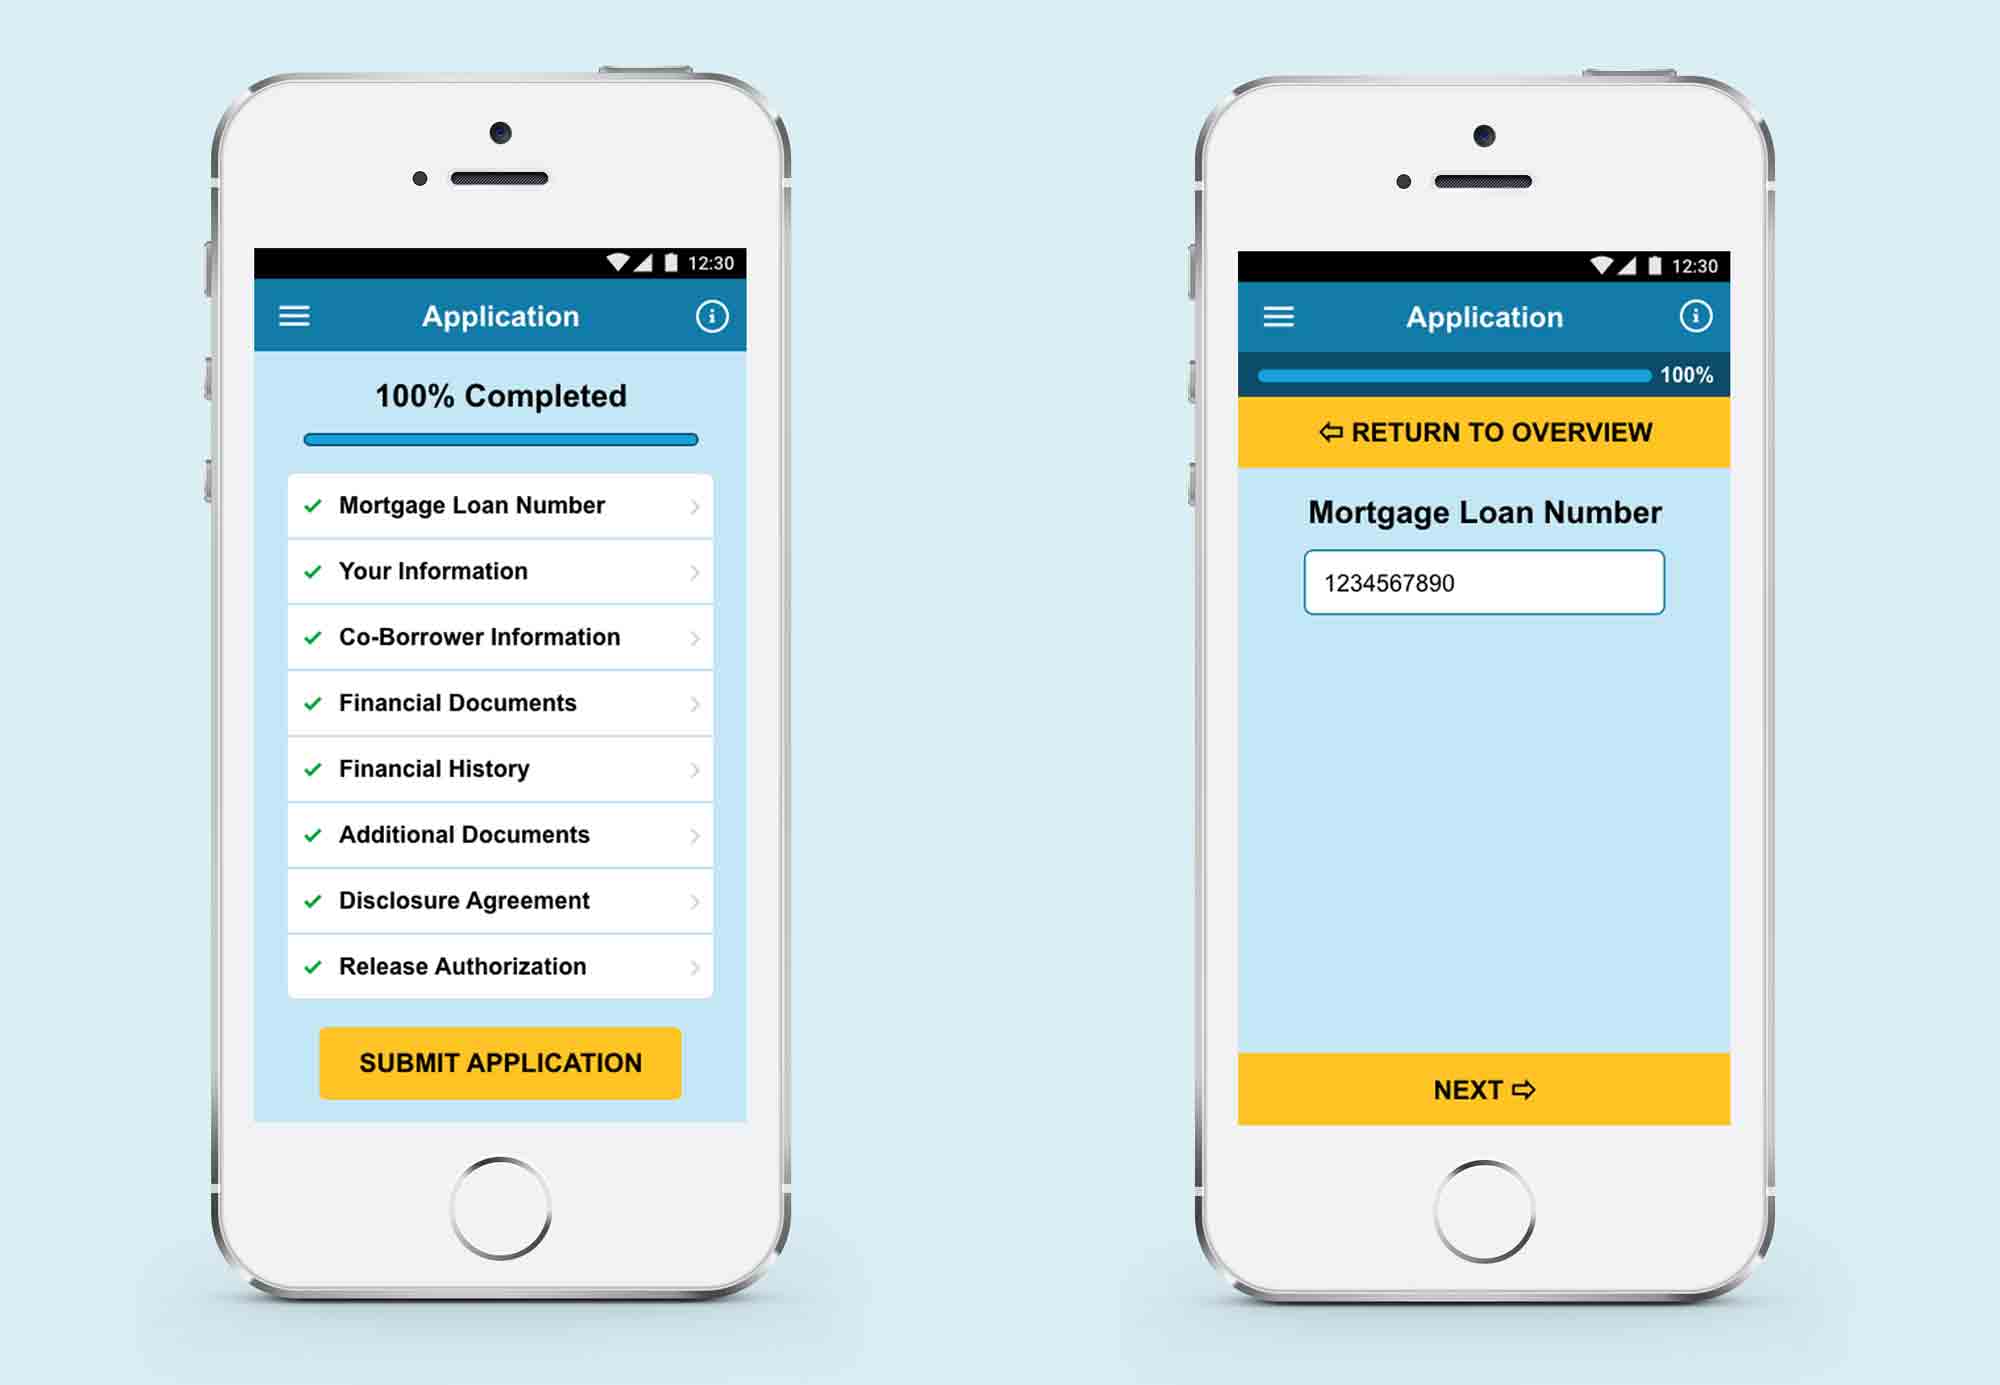 12:30
Application
100% Completed
Mortgage Loan Number
Your Information
Co-Borrower Information
Financial Documents
Financial History
Additional Documents
Disclosure Agreement
Release Authorization
SUBMIT APPLICATION
12:30
Application
100%
⇦ RETURN TO OVERVIEW
Mortgage Loan Number
1234567890
NEXT ⇨